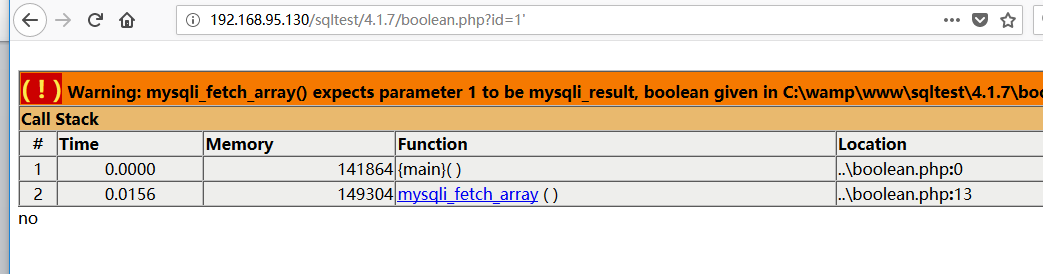 192.168.95.130/sqltest/4.1.7/boolean.php?id=1'
( ! ) Warning: mysqli_fetch_array() expects parameter 1 to be mysqli_result, boolean given in C:\wamp\www\sqltest\4.1.7\boo
Call Stack
# Time Memory Function Location
1 0.0000 141864 {main}( ) ..\boolean.php:0
2 0.0156 149304 mysqli_fetch_array ( ) ..\boolean.php:13
no